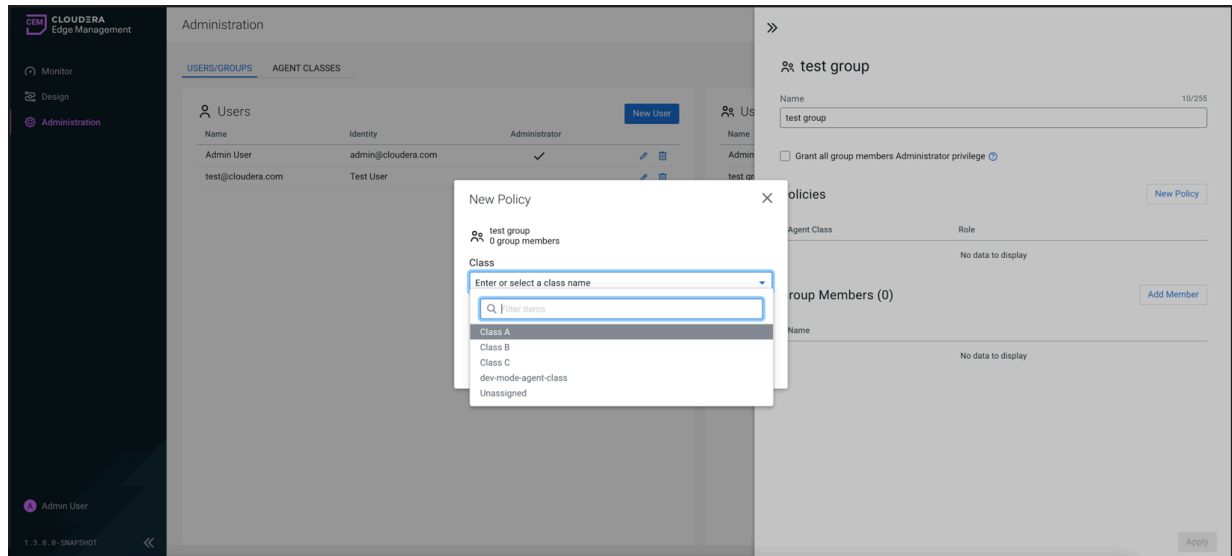 CEM CLOUDERA
Edge Management
Monitor
Design
Administration
Admin User
1.3.0.0-SNAPSHOT
Administration
USERS/GROUPS AGENT CLASSES
Users
New User
Name Identity Administrator
Admin User admin@cloudera.com
test@cloudera.com Test User
Us
Name
Admin
test gr
New Policy
test group
0 group members
Class
Enter or select a class name
Filter items
Class A
Class B
Class C
dev-mode-agent-class
Unassigned
test group
Name 10/255
test group
Grant all group members Administrator privilege
olicies
New Policy
Agent Class Role
No data to display
roup Members (0)
Add Member
Name
No data to display
Apply